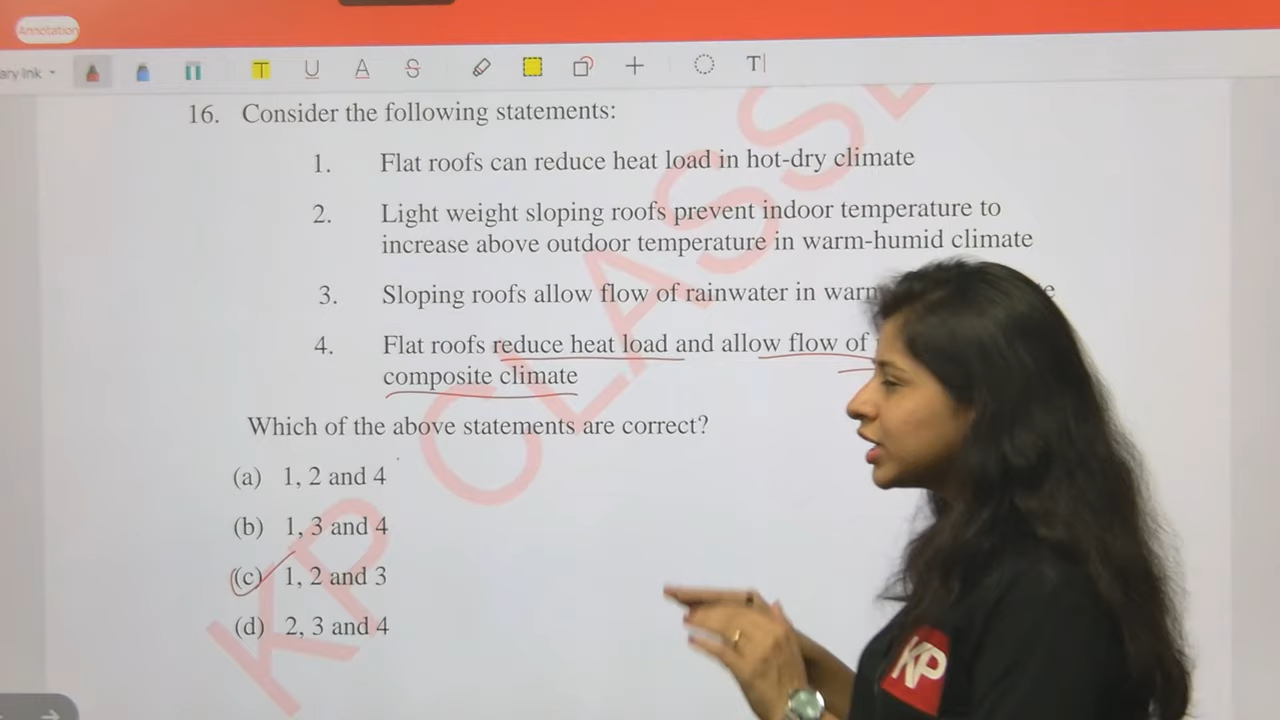 Annotation
ary Ink
T U A S T
16. Consider the following statements:
1. Flat roofs can reduce heat load in hot-dry climate
2. Light weight sloping roofs prevent indoor temperature to
increase above outdoor temperature in warm-humid climate
3. Sloping roofs allow flow of rainwater in
4. Flat roofs reduce heat load and allow flow of
composite climate
Which of the above statements are correct?
(a) 1, 2 and 4
(b) 1, 3 and 4
(c) 1, 2 and 3
(d) 2, 3 and 4
KP CLASSE
KP